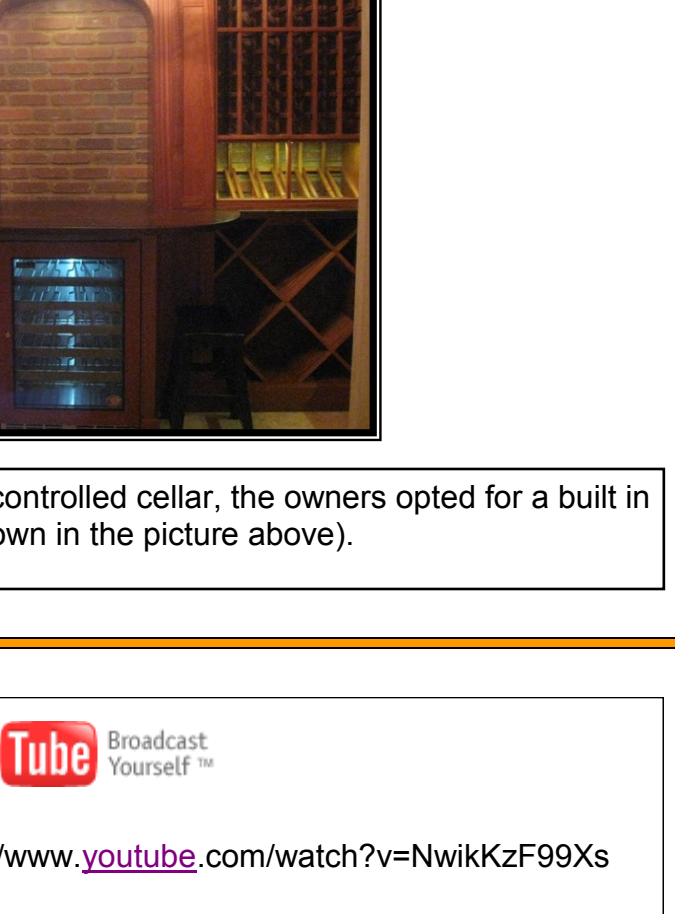 controlled cellar, the owners opted for a built in
own in the picture above).
Tube Broadcast
Yourself ™
/www.youtube.com/watch?v=NwikKzF99Xs